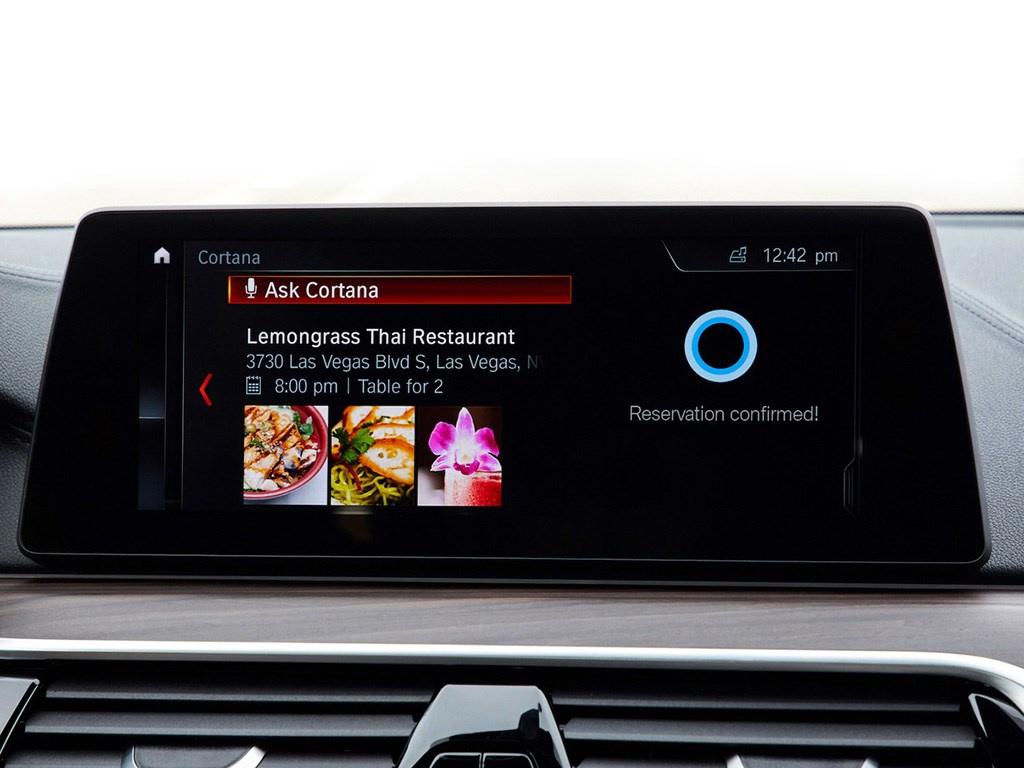 Cortana
12:42 pm
Ask Cortana
Lemongrass Thai Restaurant
3730 Las Vegas Blvd S, Las Vegas,
8:00 pm | Table for 2
Reservation confirmed!